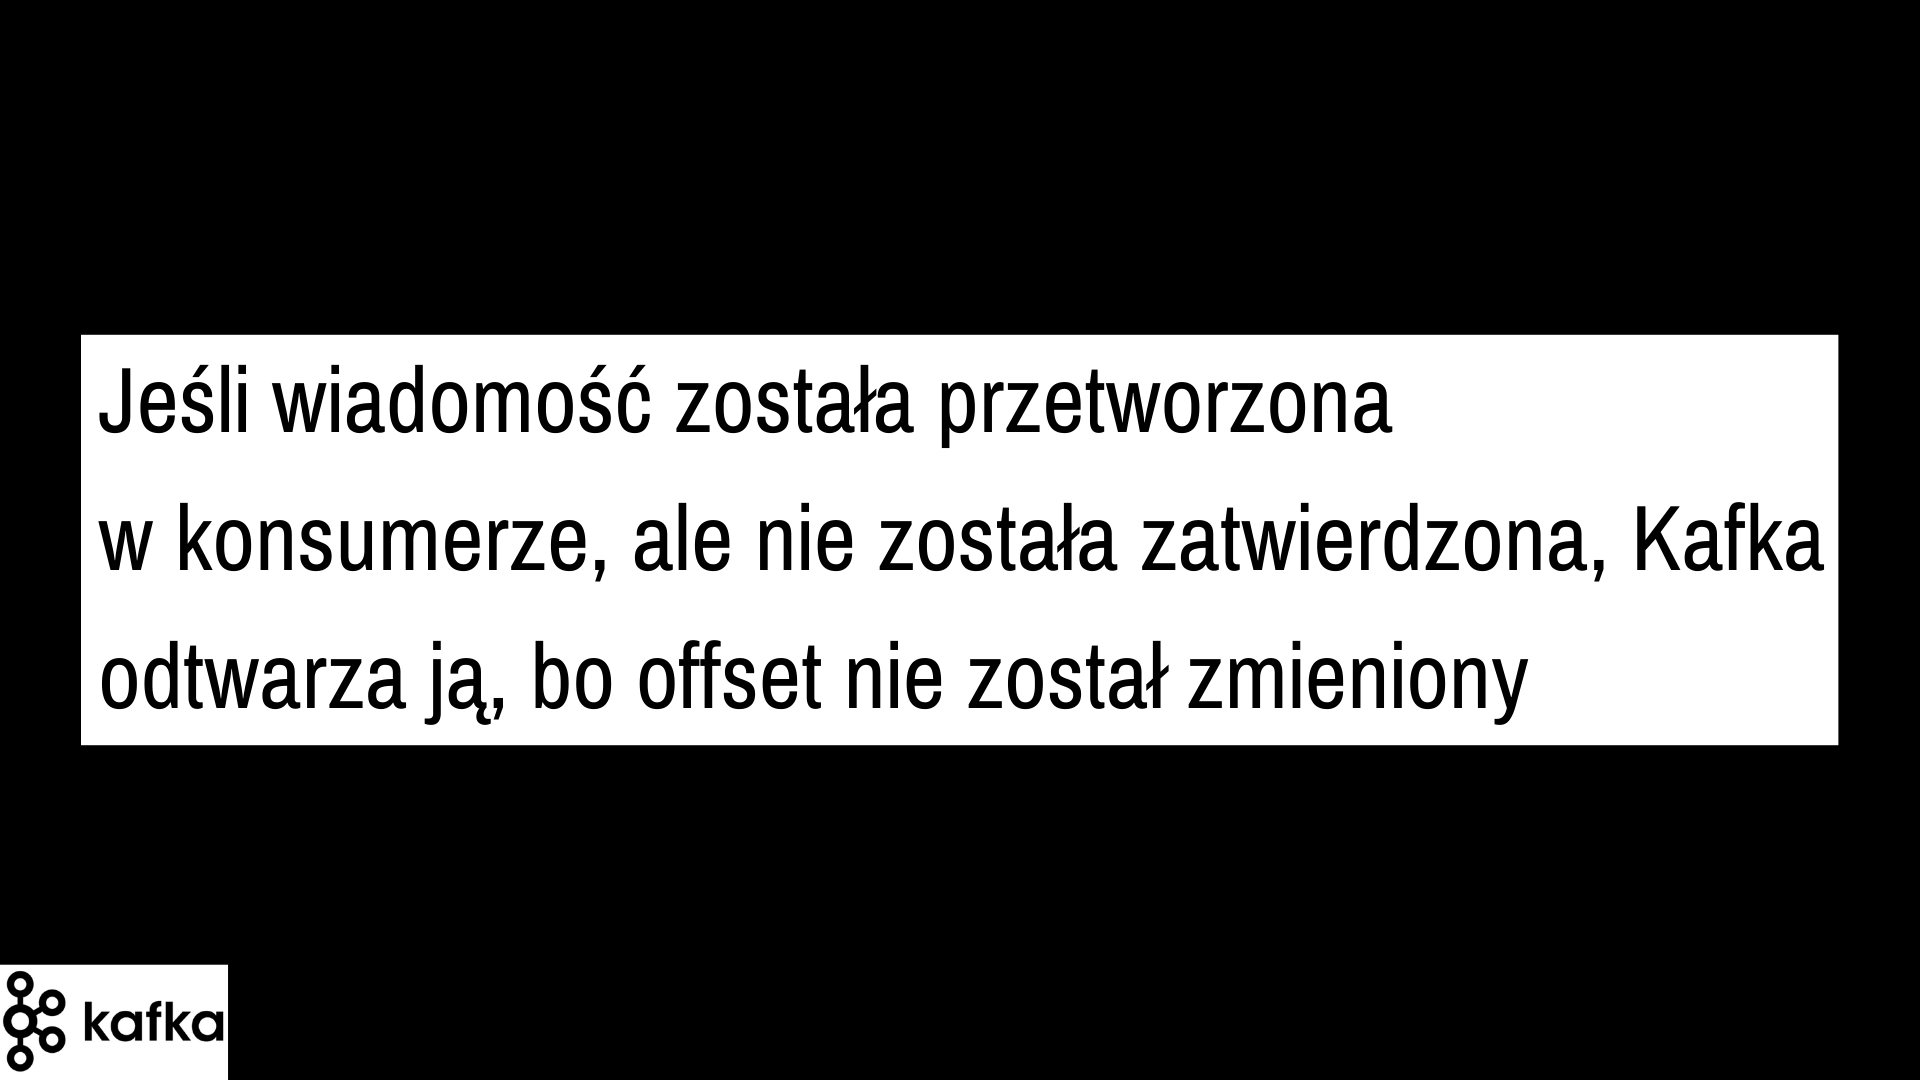 Jeśli wiadomość została przetworzona
w konsumerze, ale nie została zatwierdzona, Kafka
odtwarza ją, bo offset nie został zmieniony
kafka